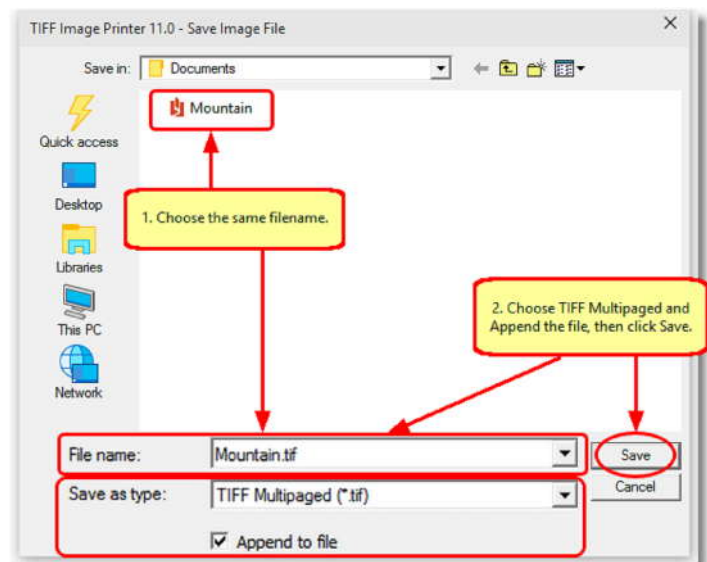 TIFF Image Printer 11.0 - Save Image File
Save in:
Documents
Mountain
Quick access
Desktop
Libraries
This PC
Network
1. Choose the same filename.
2. Choose TIFF Multipaged and
Append the file, then click Save.
File name:
Mountain.tif
Save
Save as type:
TIFF Multipaged (*.tif)
Cancel
Append to file